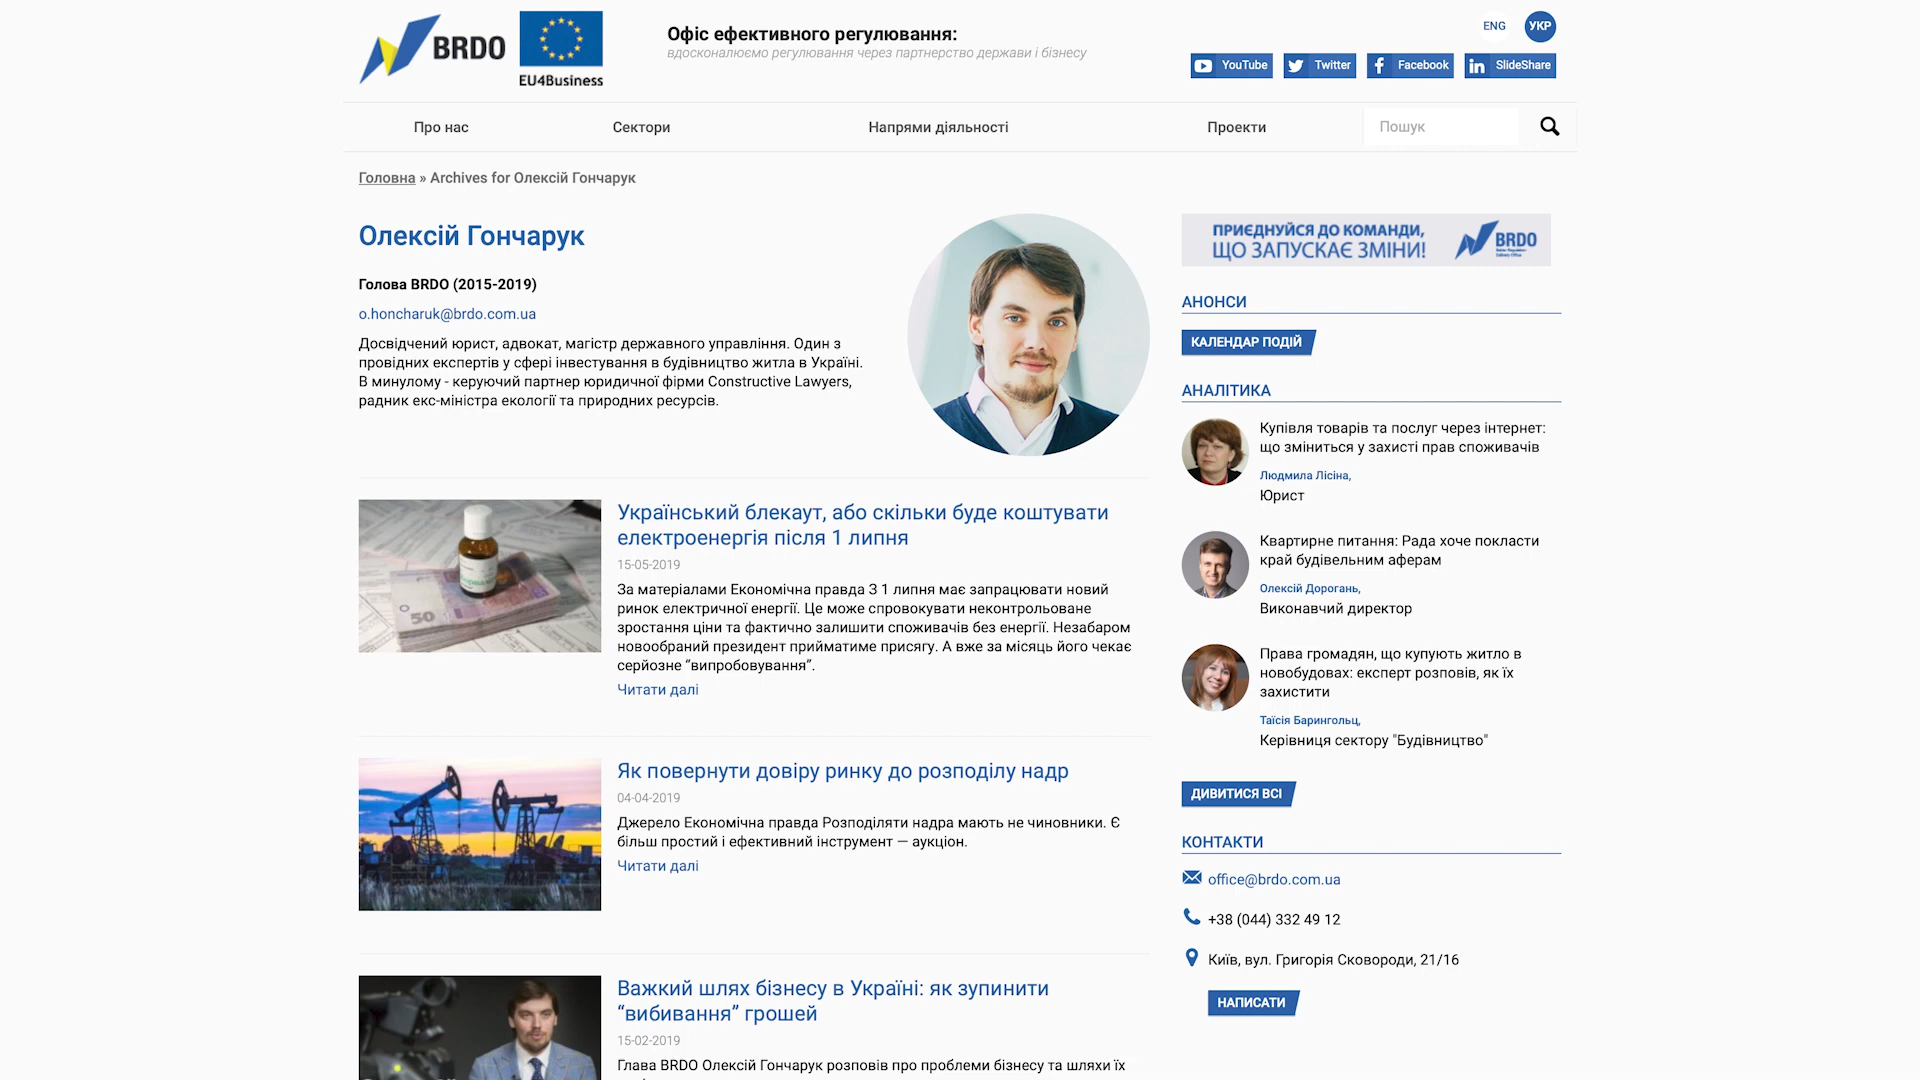 BRDO
EU4Business
Офіс ефективного регулювання:
вдосконалюємо регулювання через партнерство держави і бізнесу
ENG
УКР
YouTube
Twitter
Facebook
SlideShare
Про нас
Сектори
Напрями діяльності
Проекти
Пошук
Головна » Archives for Олексій Гончарук
Олексій Гончарук
Голова BRDO (2015-2019)
o.honcharuk@brdo.com.ua
Досвідчений юрист, адвокат, магістр державного управління. Один з
провідних експертів у сфері інвестування в будівництво житла в Україні.
В минулому - керуючий партнер юридичної фірми Constructive Lawyers,
радник екс-міністра екології та природних ресурсів.
Український блекаут, або скільки буде коштувати
електроенергія після 1 липня
15-05-2019
За матеріалами Економічна правда З 1 липня має запрацювати новий
ринок електричної енергії. Це може спровокувати неконтрольоване
зростання ціни та фактично залишити споживачів без енергії. Незабаром
новообраний президент прийматиме присягу. А вже за місяць його чекає
серйозне “випробовування”.
Читати далі
50
Як повернути довіру ринку до розподілу надр
04-04-2019
Джерело Економічна правда Розподіляти надра мають не чиновники. Є
більш простий і ефективний інструмент — аукціон.
Читати далі
Важкий шлях бізнесу в Україні: як зупинити
“вибивання” грошей
15-02-2019
Глава BRDO Олексій Гончарук розповів про проблеми бізнесу та шляхи їх
ПРИЄДНУЙСЯ ДО КОМАНДИ,
ЩО ЗАПУСКАЄ ЗМІНИ!
BRDO
АНОНСИ
КАЛЕНДАР ПОДІЙ
АНАЛІТИКА
Купівля товарів та послуг через інтернет:
що зміниться у захисті прав споживачів
Людмила Лісіна,
Юрист
Квартирне питання: Рада хоче покласти
край будівельним аферам
Олексій Дорогань,
Виконавчий директор
Права громадян, що купують житло в
новобудовах: експерт розповів, як їх
захистити
Таїсія Барингольц,
Керівниця сектору "Будівництво"
ДИВИТИСЯ ВСІ
КОНТАКТИ
office@brdo.com.ua
+38 (044) 332 49 12
Київ, вул. Григорія Сковороди, 21/16
НАПИСАТИ